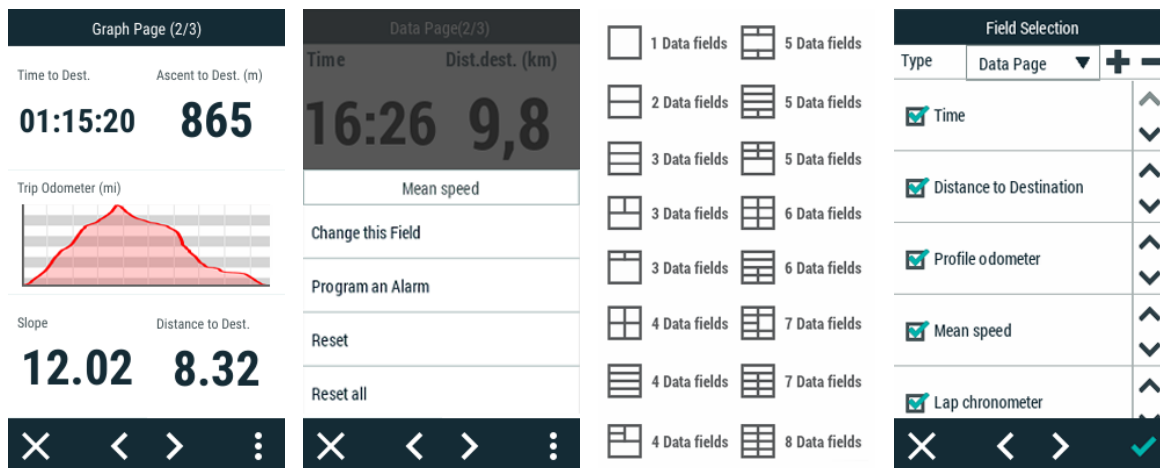 Graph Page (2/3)
Time to Dest. Ascent to Dest. (m)
01:15:20 865
Trip Odometer (mi)
Slope Distance to Dest.
12.02 8.32
Data Page(2/3)
Time Dist.dest. (km)
16:26 9,8
Mean speed
Change this Field
Program an Alarm
Reset
Reset all
1 Data fields 5 Data fields
2 Data fields 5 Data fields
3 Data fields 5 Data fields
3 Data fields 6 Data fields
3 Data fields 6 Data fields
4 Data fields 7 Data fields
4 Data fields 7 Data fields
4 Data fields 8 Data fields
Field Selection
Type Data Page
Time
Distance to Destination
Profile odometer
Mean speed
Lap chronometer